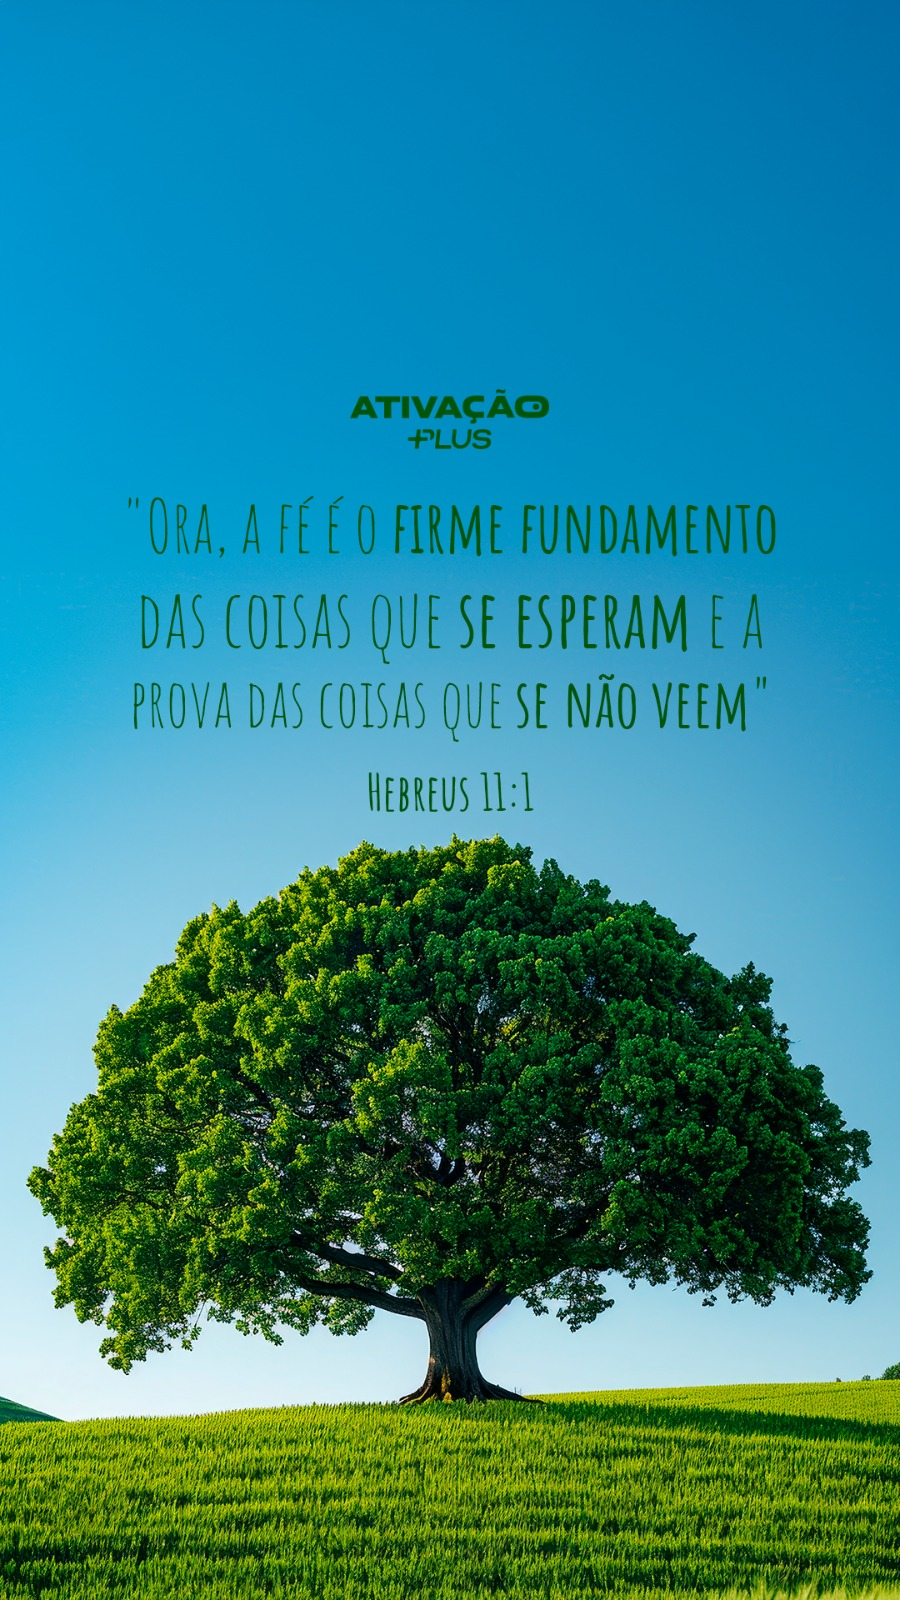 ATIVAÇÃO
+PLUS
"Ora, a fé é o firme fundamento
das coisas que se esperam e a
prova das coisas que se não veem"
Hebreus 11:1